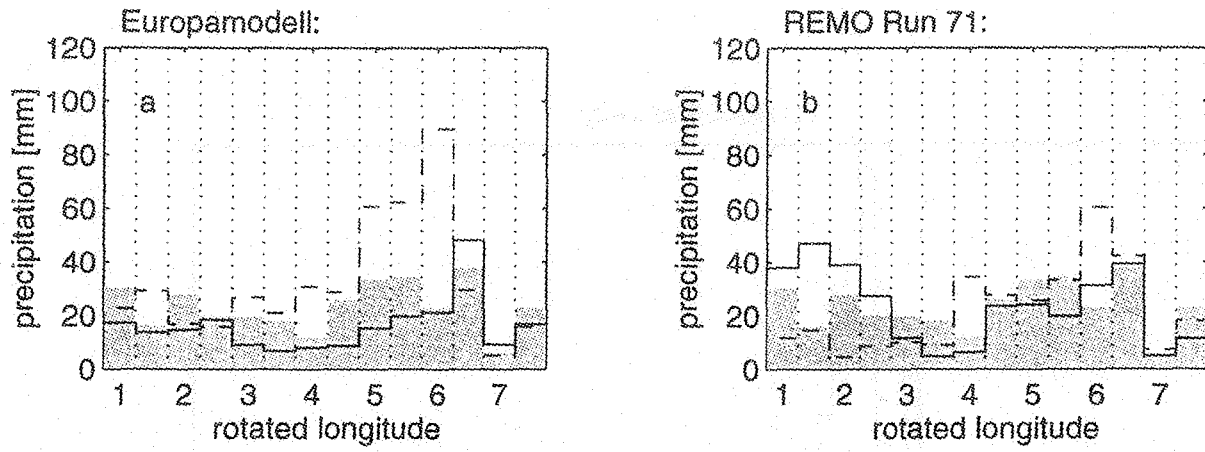 Europamodell:
120
100
80
60
40
20
0
precipitation [mm]
a
1 2 3 4 5 6 7
rotated longitude
REMO Run 71:
120
100
80
60
40
20
0
precipitation [mm]
b
1 2 3 4 5 6 7
rotated longitude